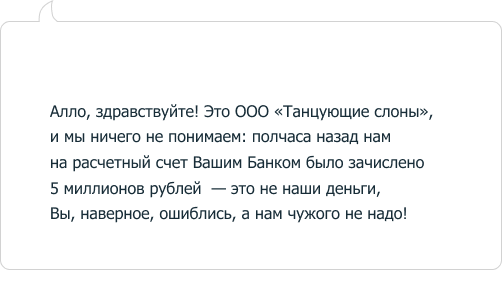 Алло, здравствуйте! Это ООО «Танцующие слоны»,
и мы ничего не понимаем: полчаса назад нам
на расчетный счет Вашим Банком было зачислено
5 миллионов рублей — это не наши деньги,
Вы, наверное, ошиблись, а нам чужого не надо!